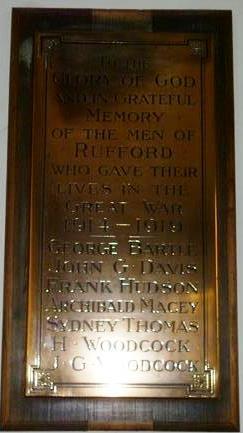 TO THE
GLORY OF GOD
AND IN GRATEFUL
MEMORY
OF THE MEN OF
RUFFORD
WHO GAVE THEIR
LIVES IN THE
GREAT WAR
1914-1919
GEORGE BARTLE
JOHN G. DAVIS
FRANK HUDSON
ARCHIBALD MACEY
SYDNEY THOMAS
H. WOODCOCK
J. G. WOODCOCK